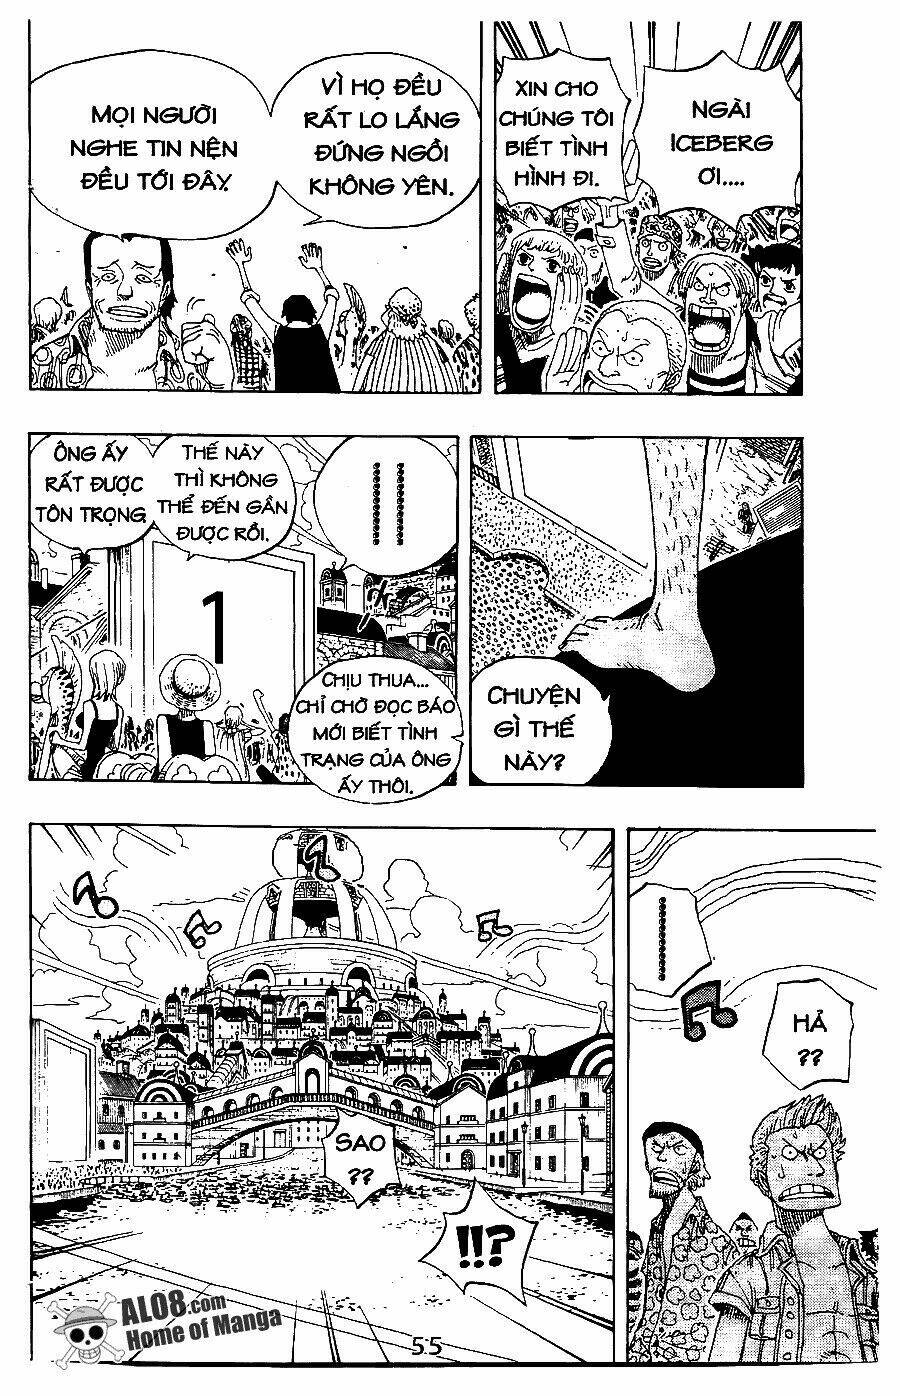 NGÀI
ICEBERG
ƠI....
XIN CHO
CHÚNG TÔI
BIẾT TÌNH
HÌNH ĐI.
VÌ HỌ ĐỀU
RẤT LO LẮNG
ĐỨNG NGỒI
KHÔNG YÊN.
MỌI NGƯỜI
NGHE TIN NỆN
ĐỀU TỚI ĐÂY.
CHUYỆN
GÌ THẾ
NÀY?
THẾ NÀY
THÌ KHÔNG
THỂ ĐẾN GẦN
ĐƯỢC RỒI.
ÔNG ẤY
RẤT ĐƯỢC
TÔN TRỌNG.
1
CHỊU THUA...
CHỈ CHỜ ĐỌC BÁO
MỚI BIẾT TÌNH
TRẠNG CỦA ÔNG
ẤY THÔI.
HẢ
??
SAO
??
!!?
AL08.com
Home of Manga
55